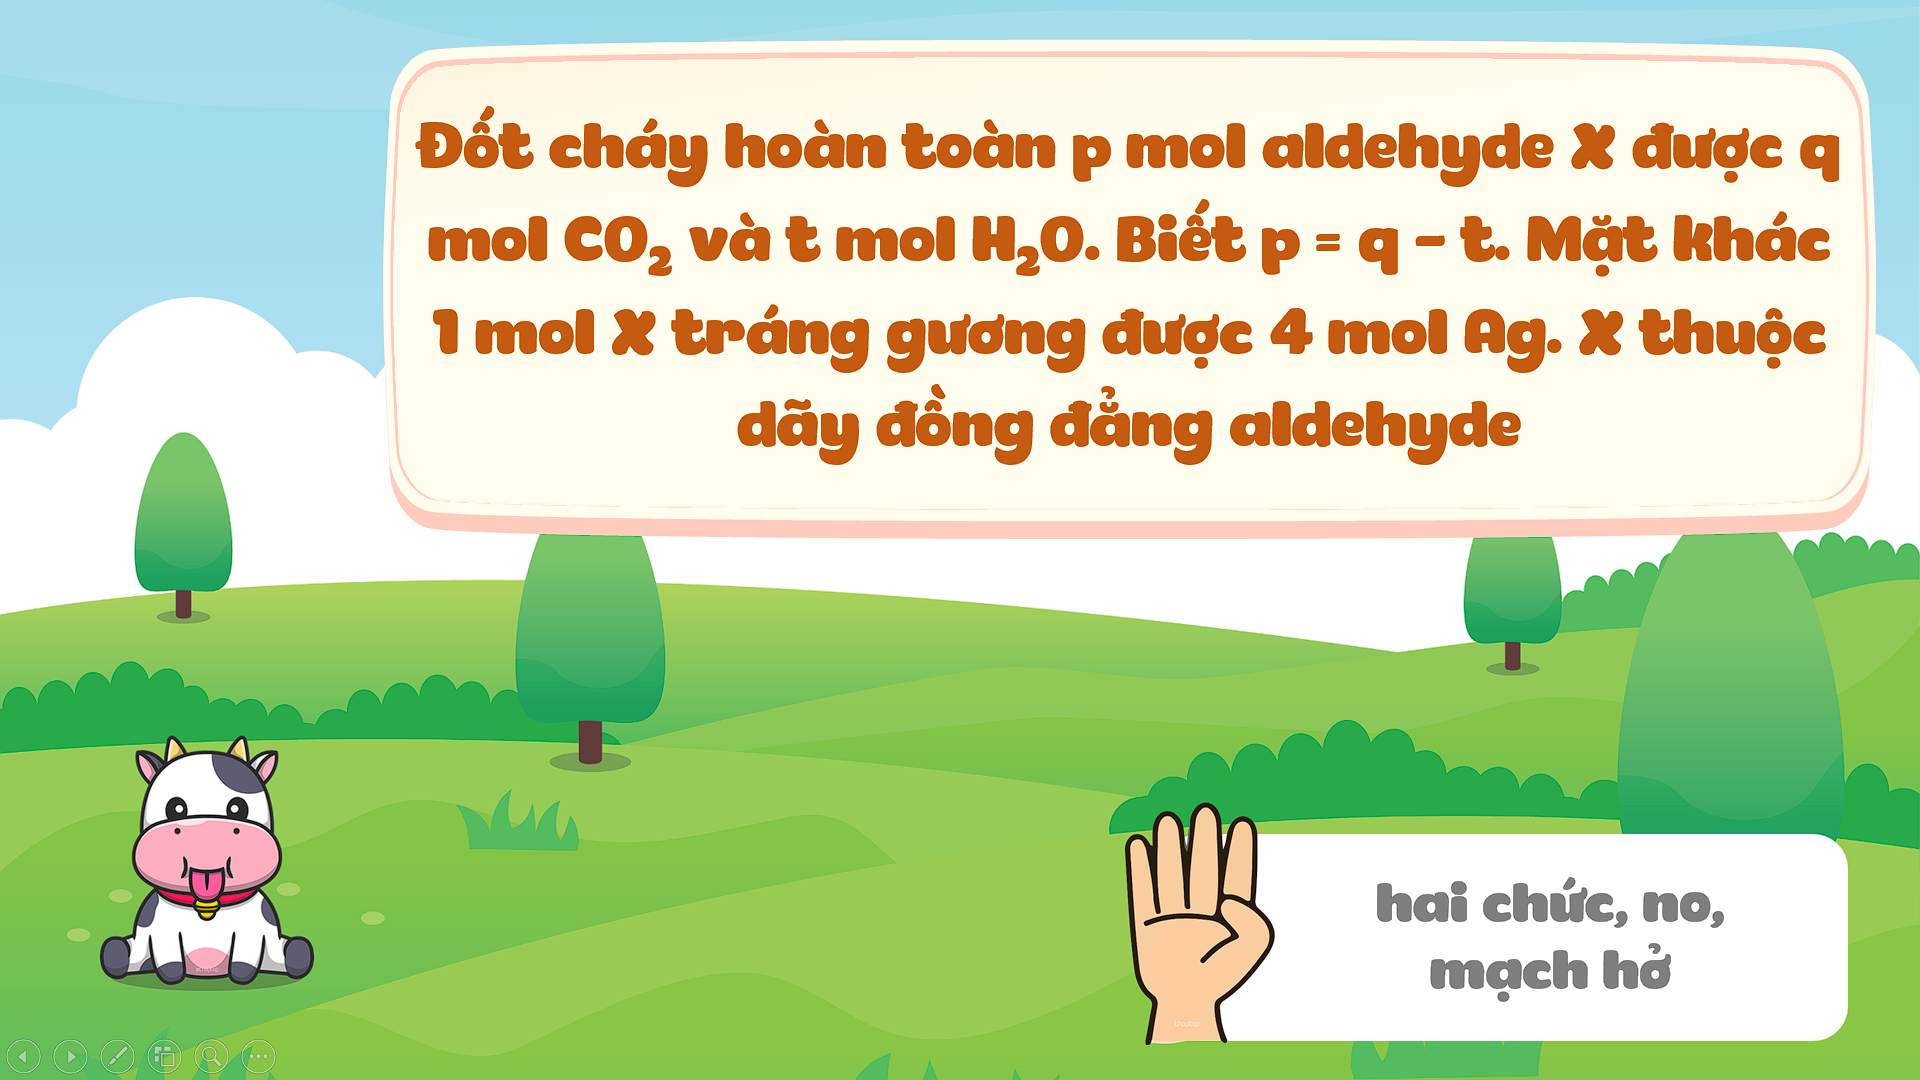 Đốt cháy hoàn toàn p mol aldehyde X được q
mol CO₂ và t mol H₂O. Biết p = q – t. Mặt khác
1 mol X tráng gương được 4 mol Ag. X thuộc
dãy đồng đẳng aldehyde
hai chức, no,
mạch hở